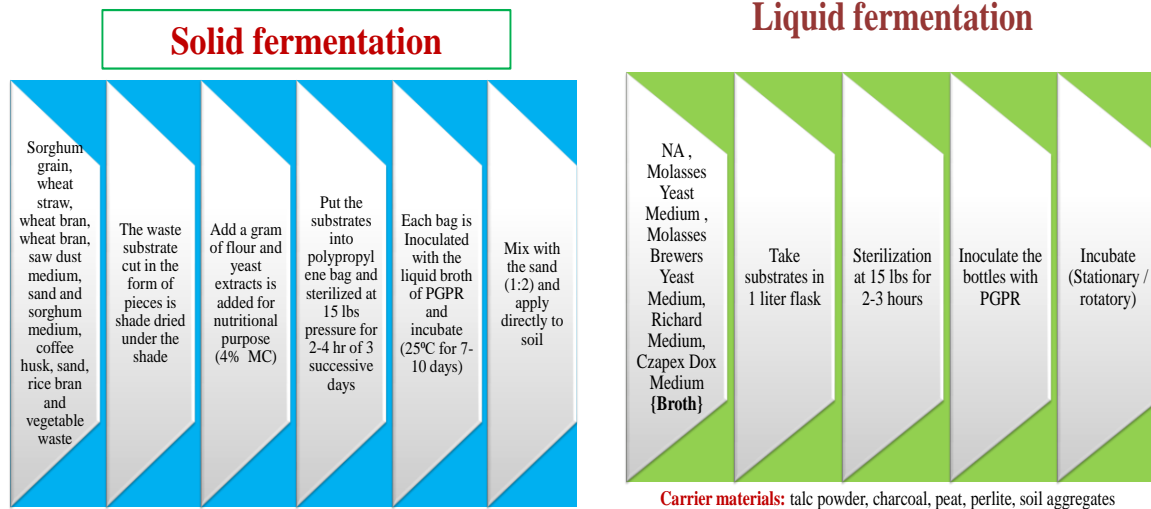 Solid fermentation
Sorghum
grain,
wheat
straw,
wheat bran,
wheat bran,
saw dust
medium,
sand and
sorghum
medium,
coffee
husk, sand,
rice bran
and
vegetable
waste
The waste
substrate
cut in the
form of
pieces is
shade dried
under the
shade
Add a gram
of flour and
yeast
extracts is
added for
nutritional
purpose
(4% MC)
Put the
substrates
into
polypropyl
ene bag and
sterilized at
15 lbs
pressure for
2-4 hr of 3
successive
days
Each bag is
Inoculated
with the
liquid broth
of PGPR
and
incubate
(25⁰C for 7-
10 days)
Mix with
the sand
(1:2) and
apply
directly to
soil
Liquid fermentation
NA ,
Molasses
Yeast
Medium ,
Molasses
Brewers
Yeast
Medium,
Richard
Medium,
Czapex Dox
Medium
{Broth}
Take
substrates in
1 liter flask
Sterilization
at 15 lbs for
2-3 hours
Inoculate the
bottles with
PGPR
Incubate
(Stationary /
rotatory)
Carrier materials: talc powder, charcoal, peat, perlite, soil aggregates